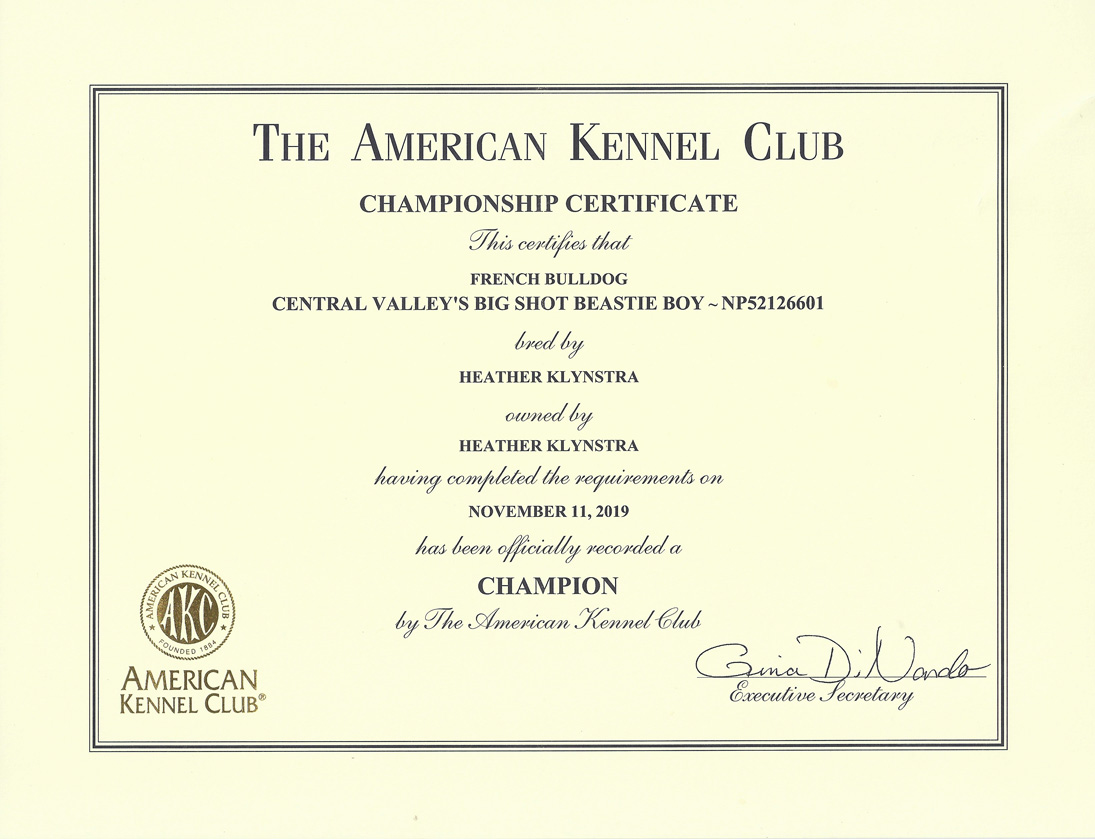 THE AMERICAN KENNEL CLUB
CHAMPIONSHIP CERTIFICATE
This certifies that
FRENCH BULLDOG
CENTRAL VALLEY'S BIG SHOT BEASTIE BOY ~ NP52126601
bred by
HEATHER KLYNSTRA
owned by
HEATHER KLYNSTRA
having completed the requirements on
NOVEMBER 11, 2019
has been officially recorded a
CHAMPION
by The American Kennel Club
AMERICAN KENNEL CLUB
AKC
FOUNDED 1884
AMERICAN
KENNEL CLUB®
Gina DiNardo
Executive Secretary